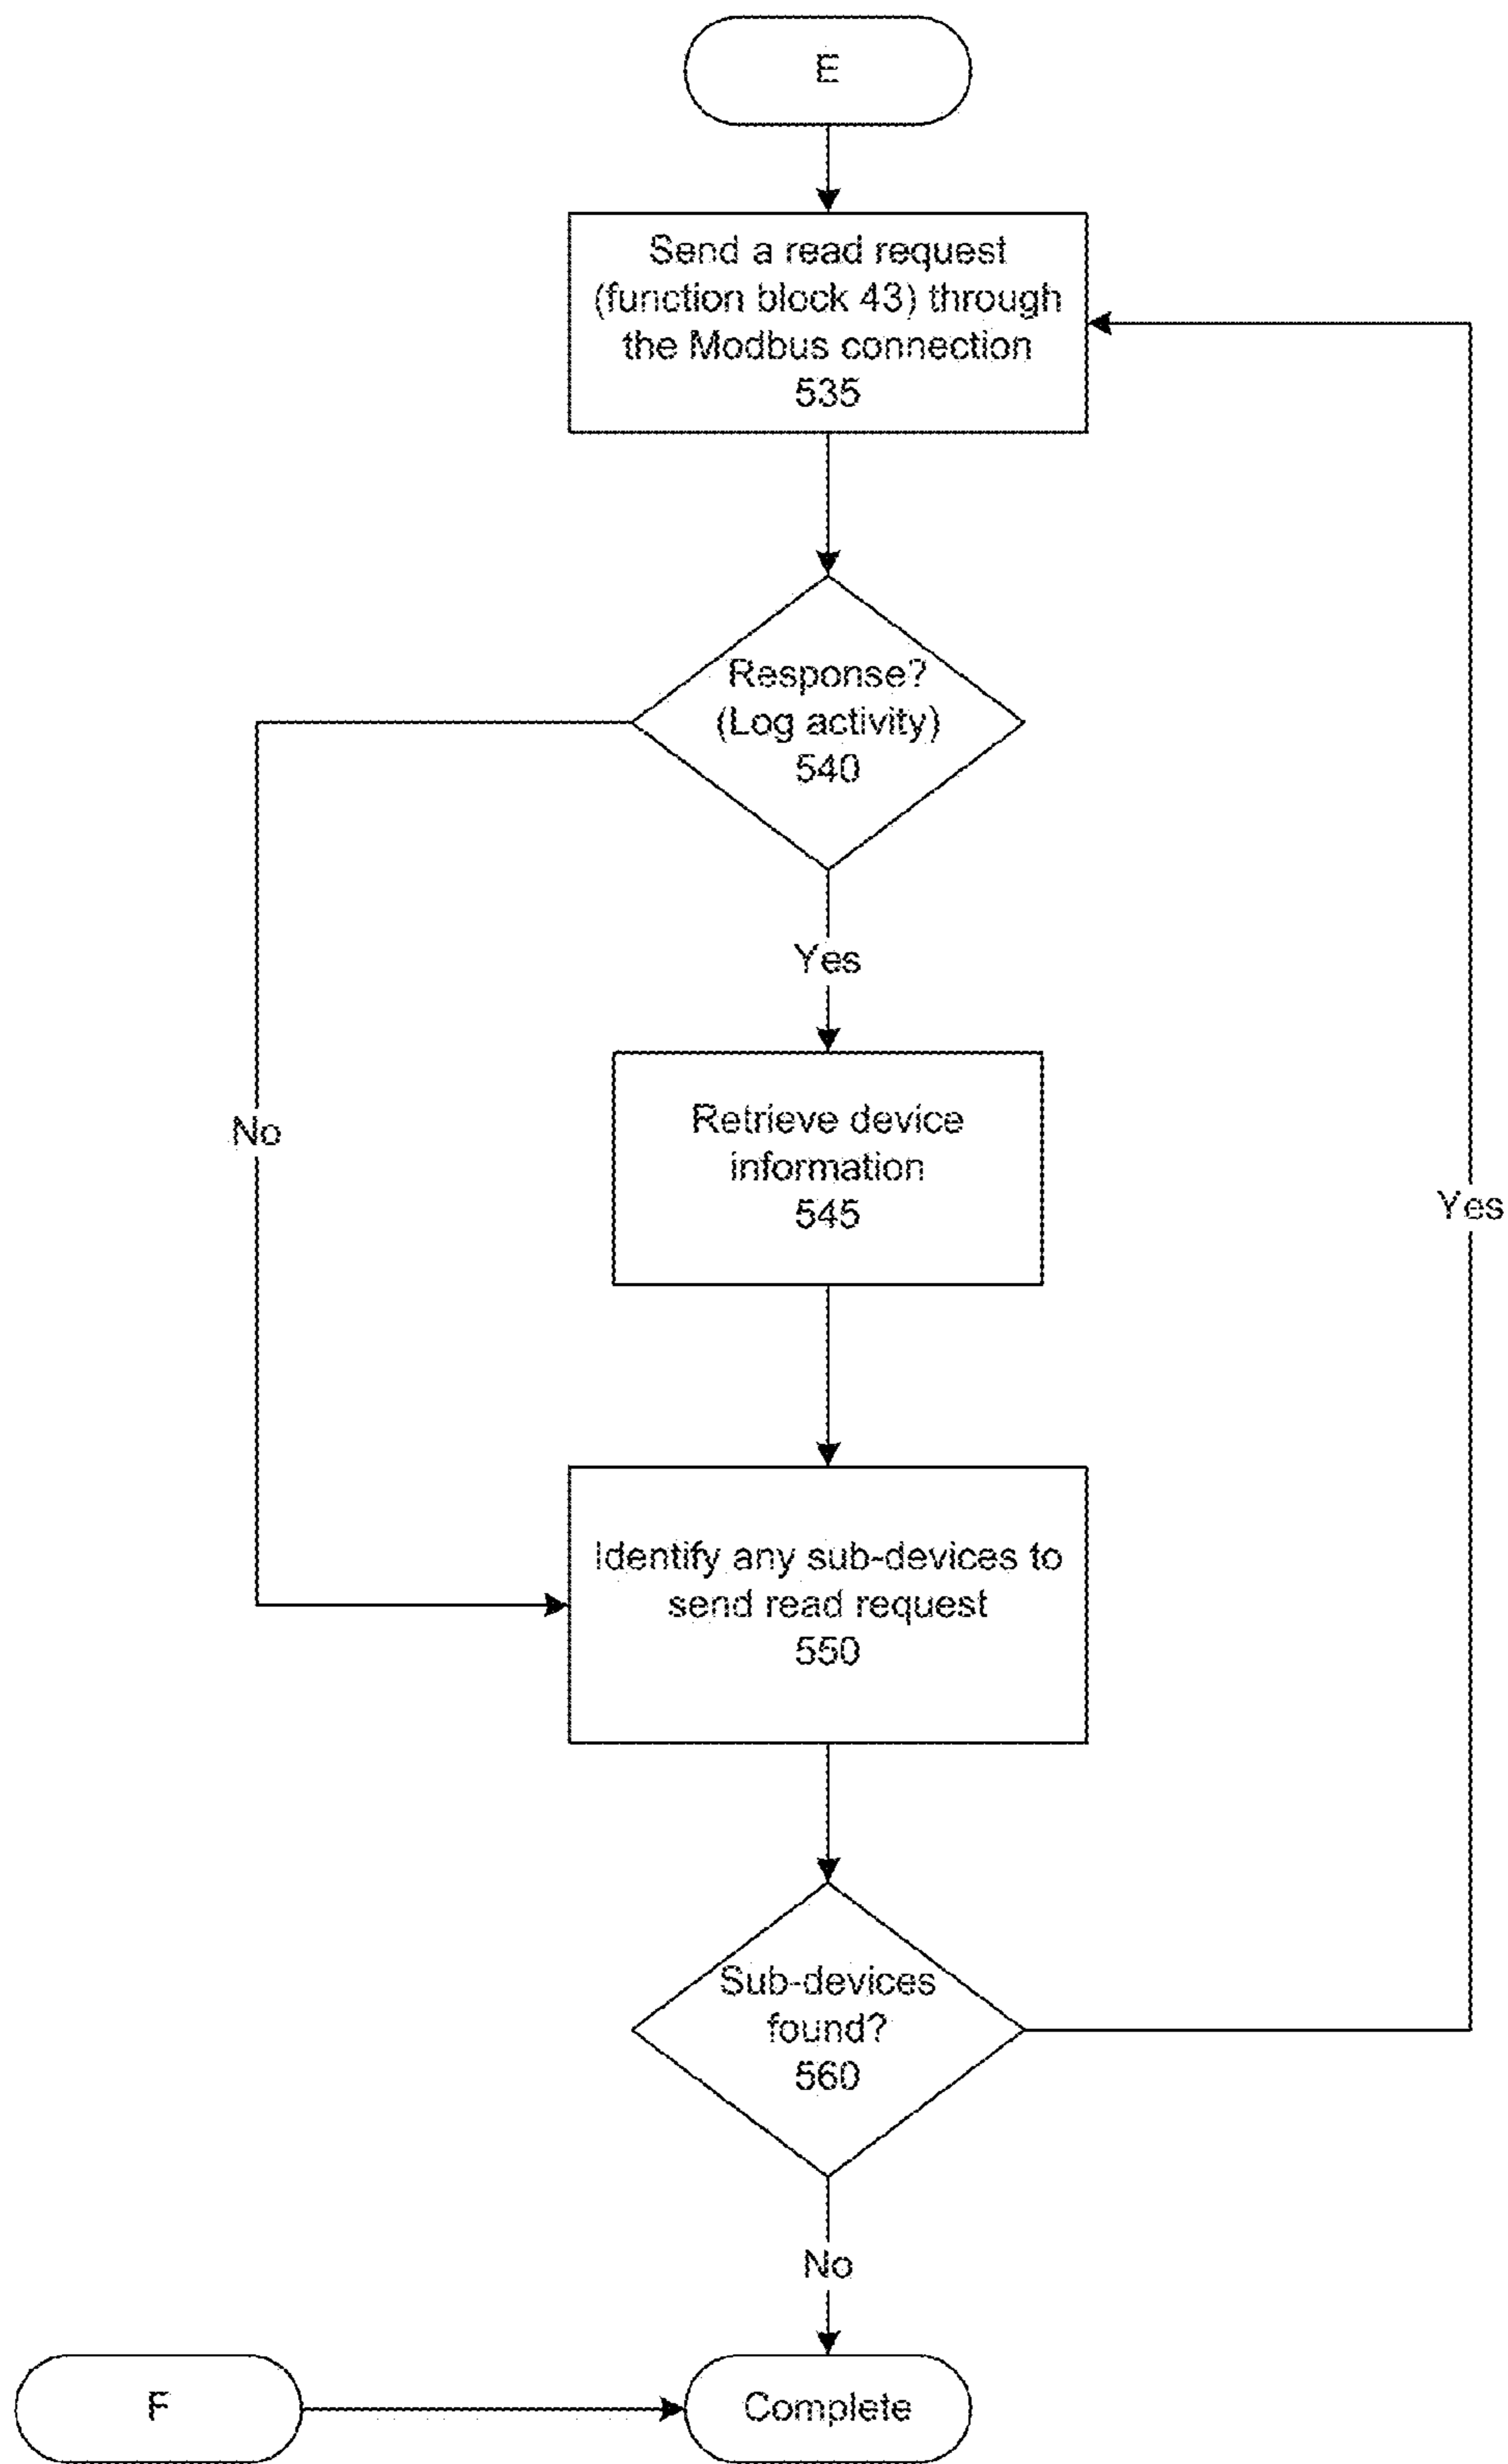 E
Send a read request
(function block 43) through
the Modbus connection
535
Response?
(Log activity)
540
Yes
Retrieve device
information
545
No
Yes
Identify any sub-devices to
send read request
550
Sub-devices
found?
560
No
F
Complete